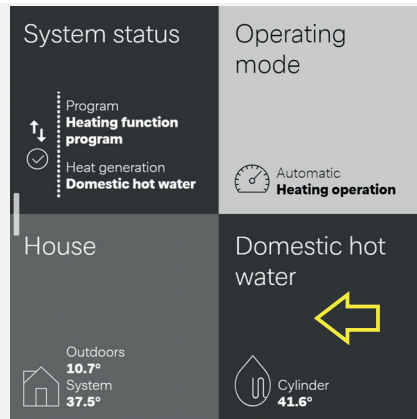 System status
Program
Heating function
program
Heat generation
Domestic hot water
Operating
mode
Automatic
Heating operation
House
Outdoors
10.7°
System
37.5°
Domestic hot
water
Cylinder
41.6°